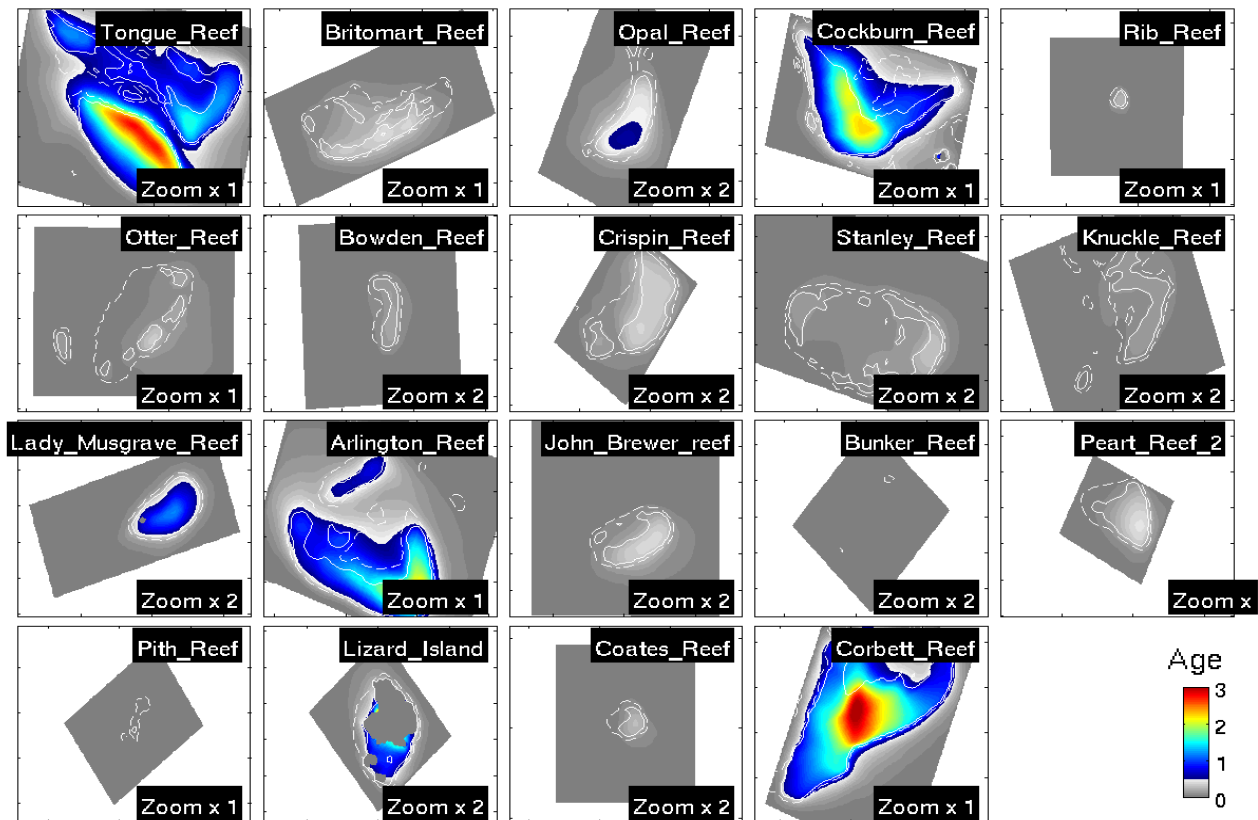 Tongue_Reef
Britomart_Reef
Opal_Reef
Cockburn_Reef
Rib_Reef
Zoom x 1
Zoom x 1
Zoom x 2
Zoom x 1
Zoom x 1
Otter_Reef
Bowden_Reef
Crispin_Reef
Stanley_Reef
Knuckle_Reef
Zoom x 1
Zoom x 2
Zoom x 2
Zoom x 2
Zoom x 2
Lady_Musgrave_Reef
Arlington_Reef
John_Brewer_reef
Bunker_Reef
Peart_Reef_2
Zoom x 2
Zoom x 1
Zoom x 2
Zoom x 2
Zoom x
Pith_Reef
Lizard_Island
Coates_Reef
Corbett_Reef
Age
3
2
1
0
Zoom x 1
Zoom x 2
Zoom x 2
Zoom x 1